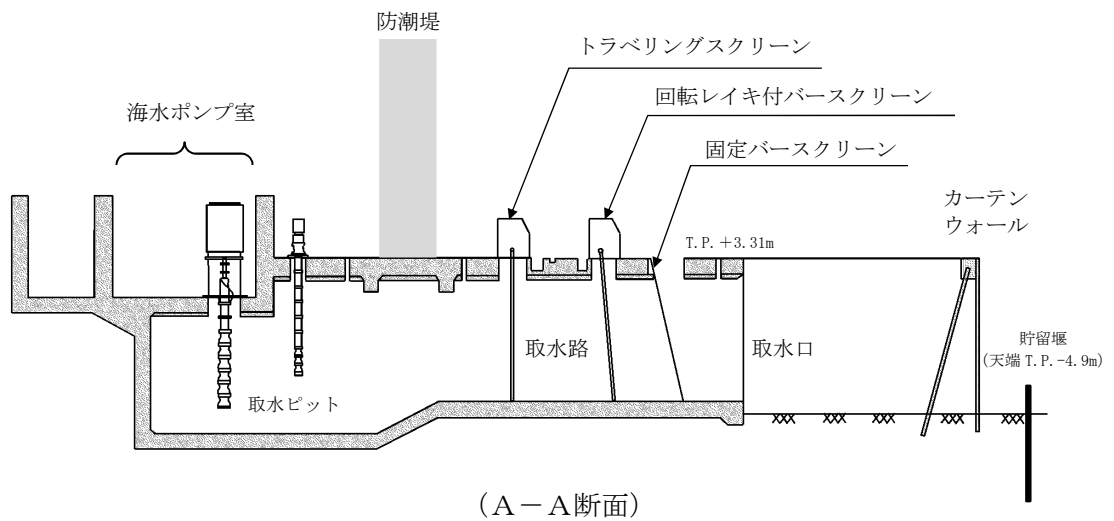 防潮堤
トラベリングスクリーン
海水ポンプ室
回転レイキ付バースクリーン
固定バースクリーン
カーテン
ウォール
T.P.+3.31m
取水路
取水口
貯留堰
(天端 T.P.-4.9m)
取水ピット
（A－A断面）